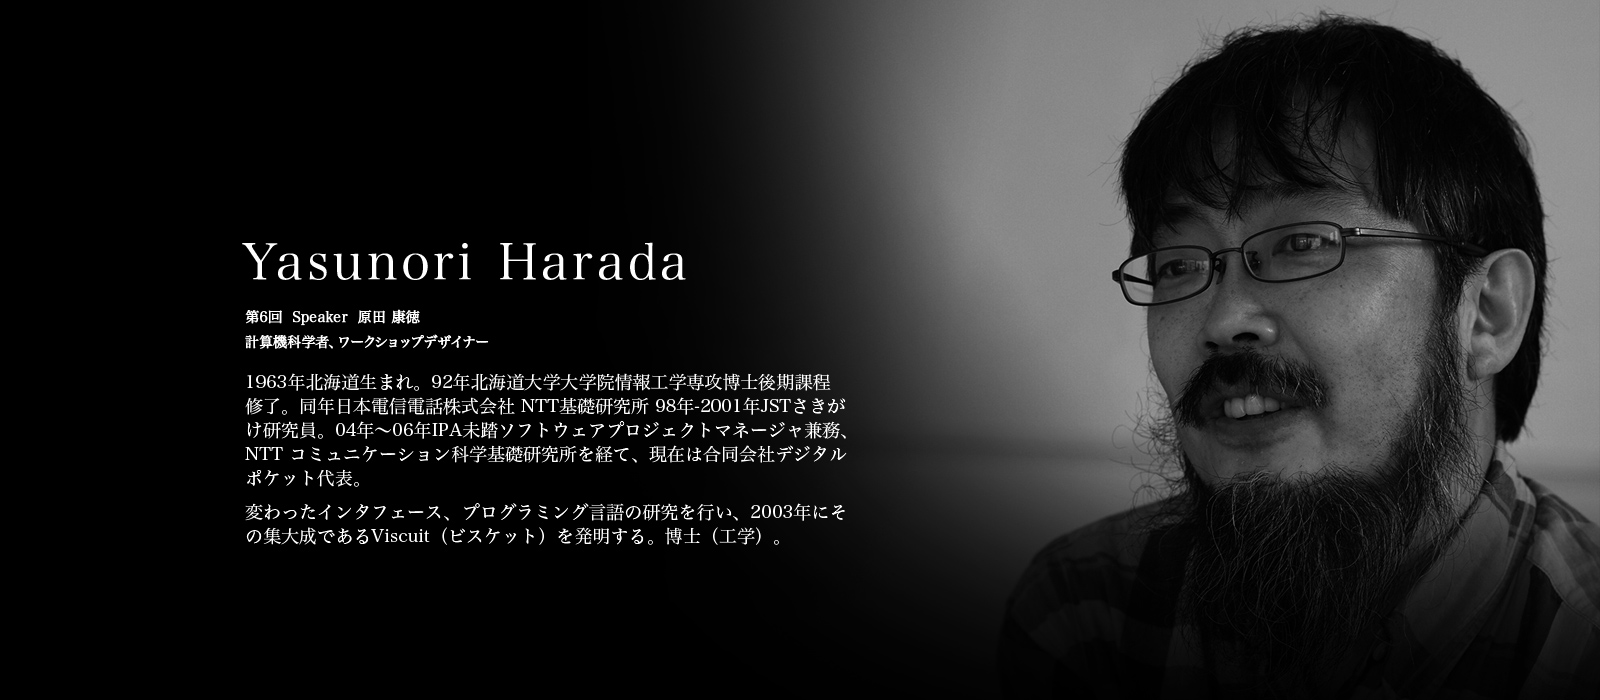 Yasunori Harada
第6回 Speaker 原田 康徳
計算機科学者、ワークショップデザイナー
1963年北海道生まれ。92年北海道大学大学院情報工学専攻博士後期課程
修了。同年日本電信電話株式会社 NTT基礎研究所 98年-2001年JSTさきが
け研究員。04年〜06年IPA未踏ソフトウェアプロジェクトマネージャ兼務、
NTT コミュニケーション科学基礎研究所を経て、現在は合同会社デジタル
ポケット代表。
変わったインタフェース、プログラミング言語の研究を行い、2003年にそ
の集大成であるViscuit（ビスケット）を発明する。博士（工学）。